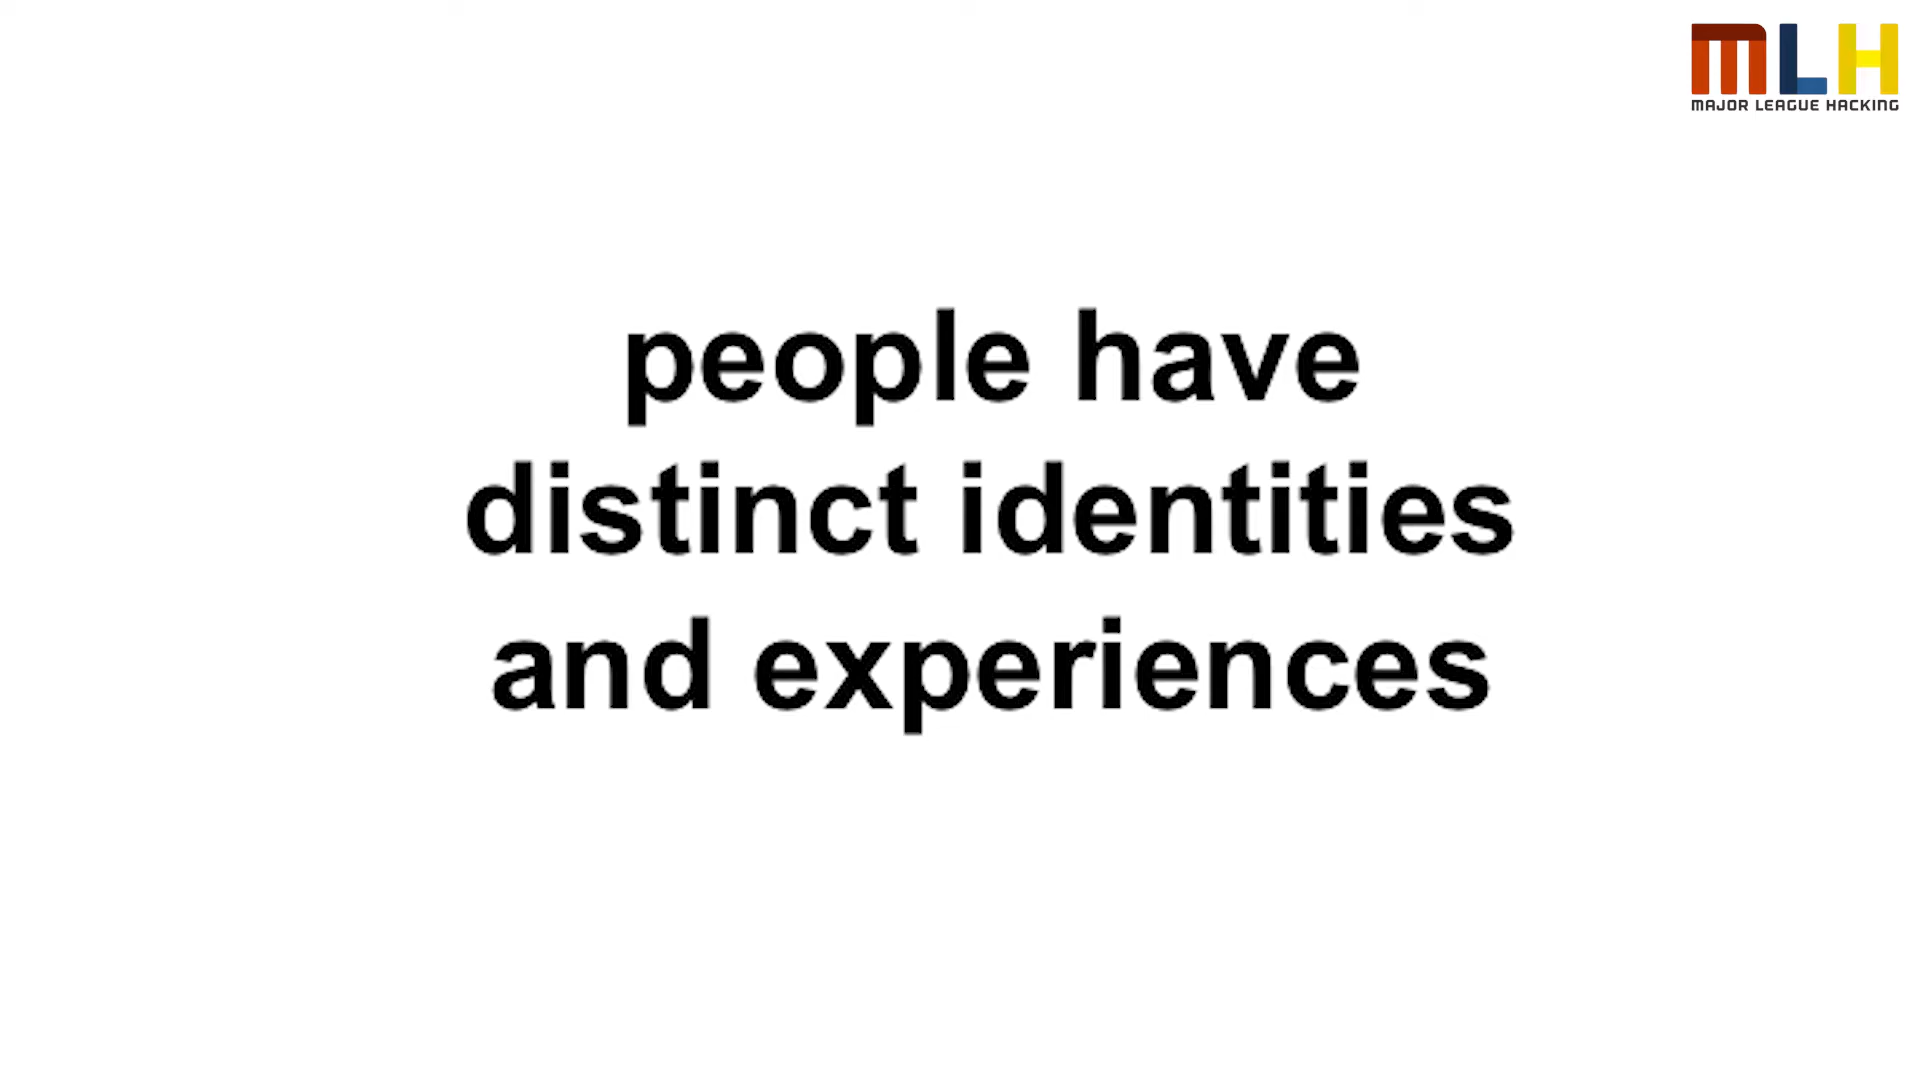 MLH
MAJOR LEAGUE HACKING
people have
distinct identities
and experiences